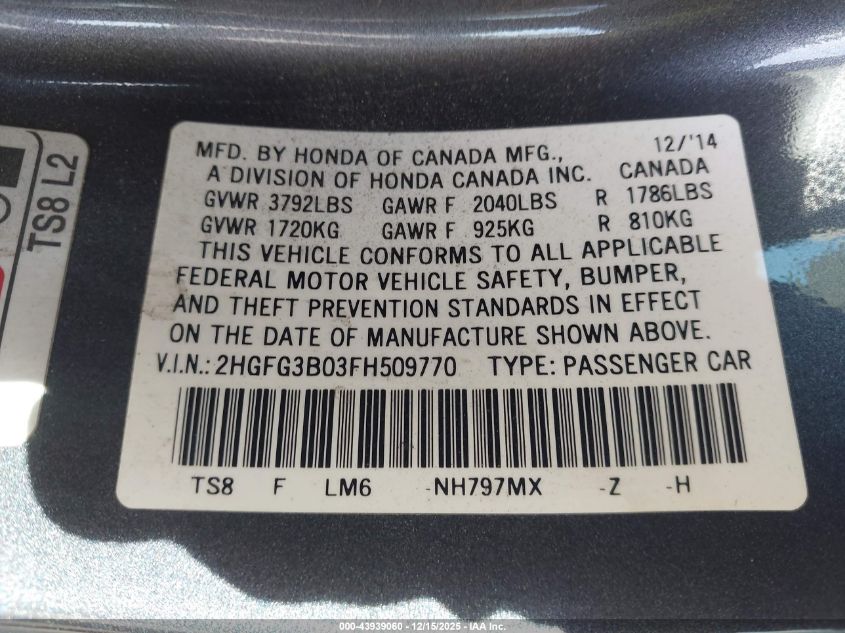 TS8 L2
12/'14
MFD. BY HONDA OF CANADA MFG.,
A DIVISION OF HONDA CANADA INC. CANADA
GVWR 3792LBS GAWR F 2040LBS R 1786LBS
GVWR 1720KG GAWR F 925KG R 810KG
THIS VEHICLE CONFORMS TO ALL APPLICABLE
FEDERAL MOTOR VEHICLE SAFETY, BUMPER,
AND THEFT PREVENTION STANDARDS IN EFFECT
ON THE DATE OF MANUFACTURE SHOWN ABOVE.
V.I.N.: 2HGFG3B03FH509770 TYPE: PASSENGER CAR
TS8 F LM6 -NH797MX -Z -H
000-43939060 - 12/15/2025 - IAA Inc.